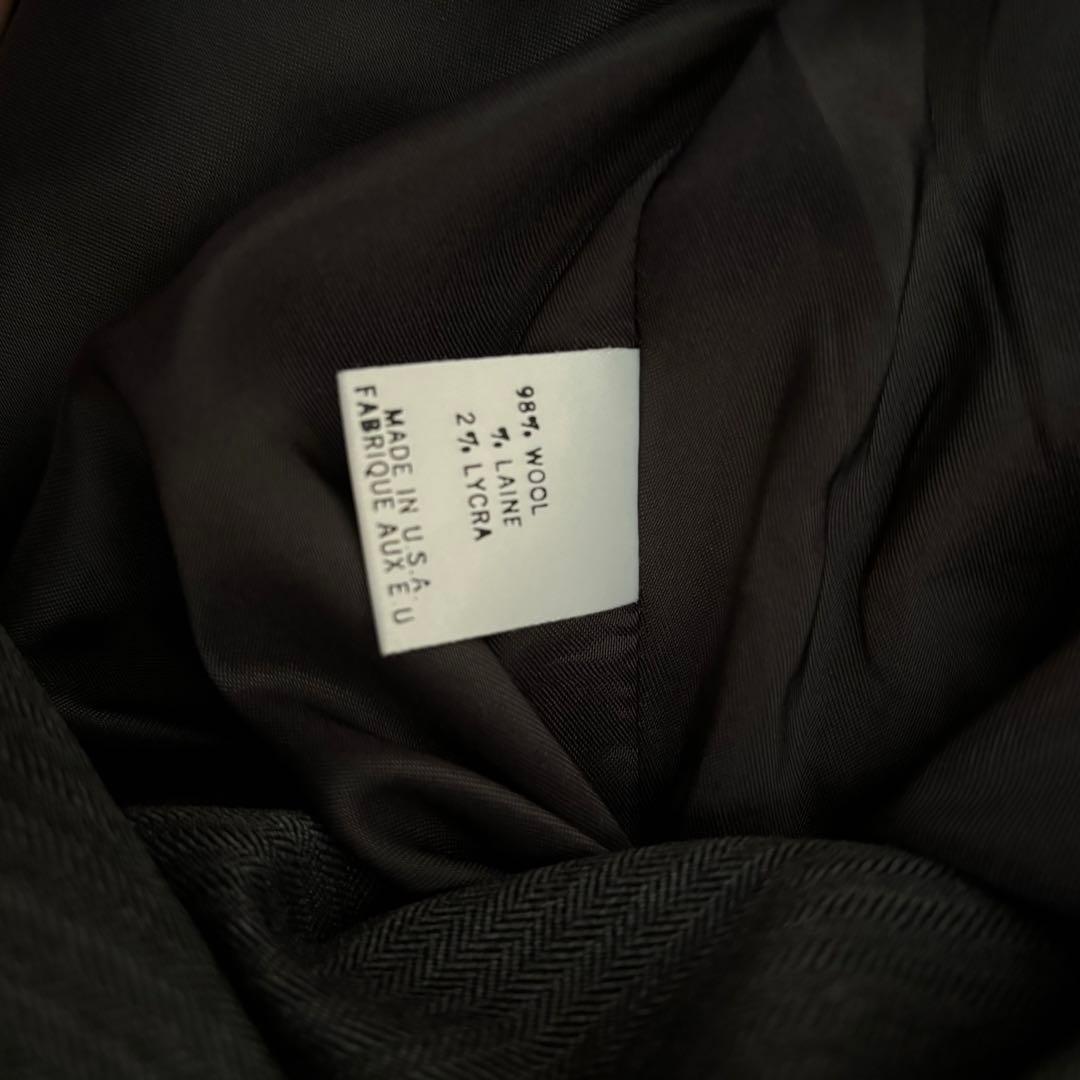 98% WOOL
% LAINE
2% LYCRA
MADE IN U.S.A.
FABRIQUE AUX E U